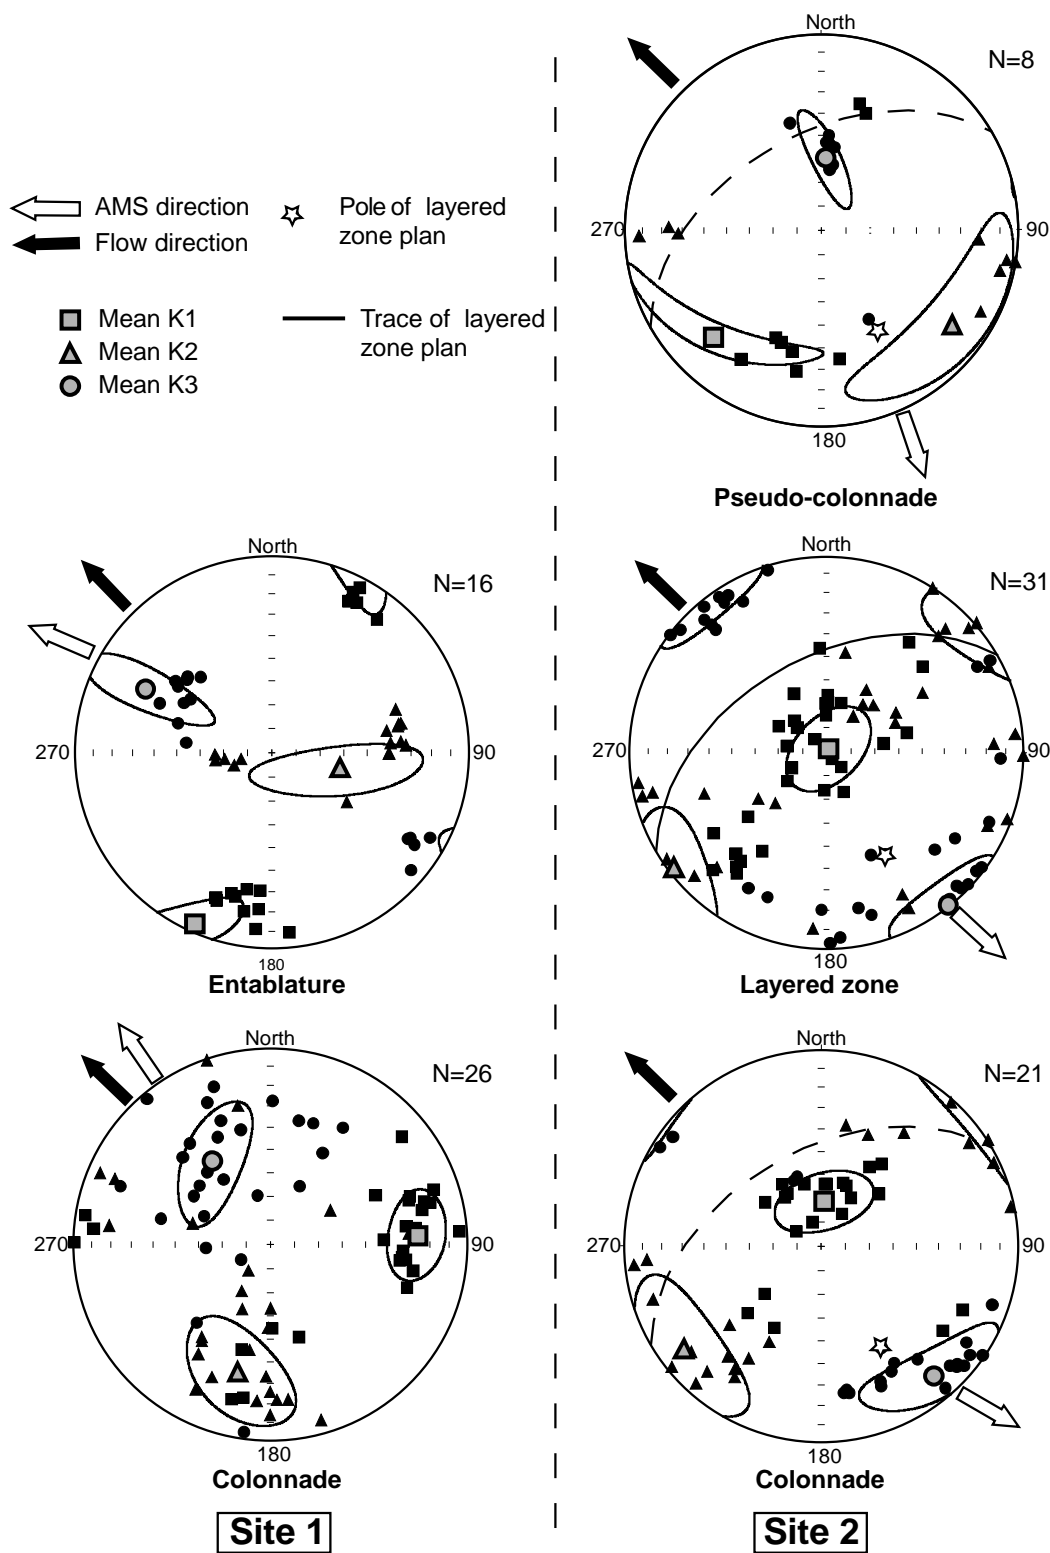 North
N=8
AMS direction
Flow direction
Pole of layered
zone plan
270
90
Mean K1
Mean K2
Mean K3
Trace of layered
zone plan
180
Pseudo-colonnade
North
N=16
270
90
180
Entablature
North
N=31
270
90
180
Layered zone
North
N=26
270
90
180
Colonnade
North
N=21
270
90
180
Colonnade
Site 1
Site 2